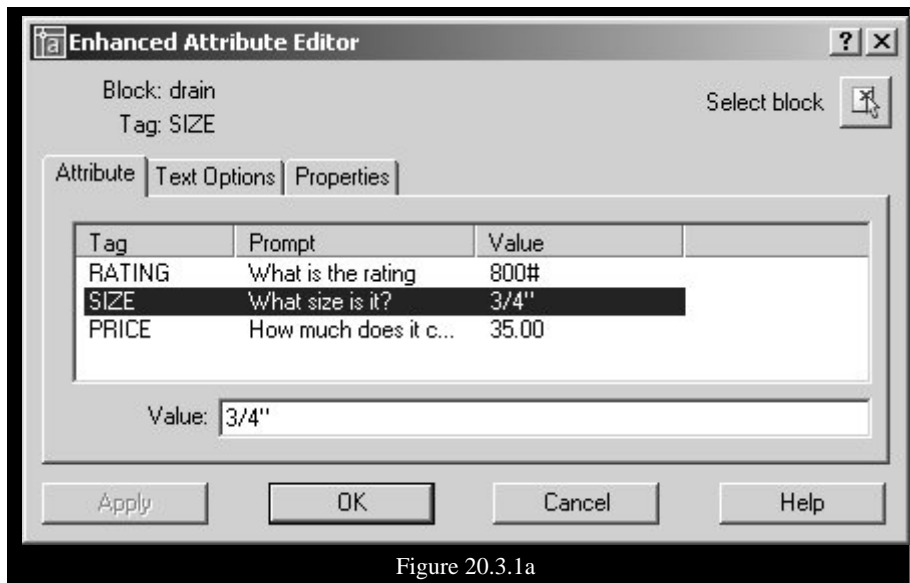 Enhanced Attribute Editor ? X
Block: drain
Tag: SIZE
Select block
Attribute Text Options Properties
Tag Prompt Value
RATING What is the rating 800#
SIZE What size is it? 3/4"
PRICE How much does it c... 35.00
Value: 3/4"
Apply OK Cancel Help
Figure 20.3.1a